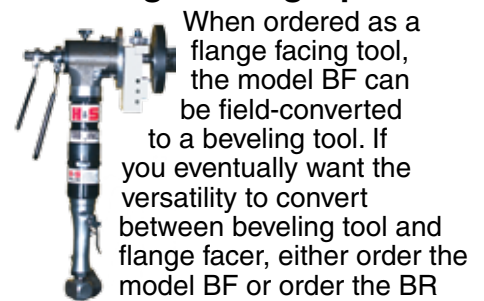 When ordered as a
flange facing tool,
the model BF can
be field-converted
to a beveling tool. If
you eventually want the
versatility to convert
between beveling tool and
flange facer, either order the
model BF or order the BR
H&S